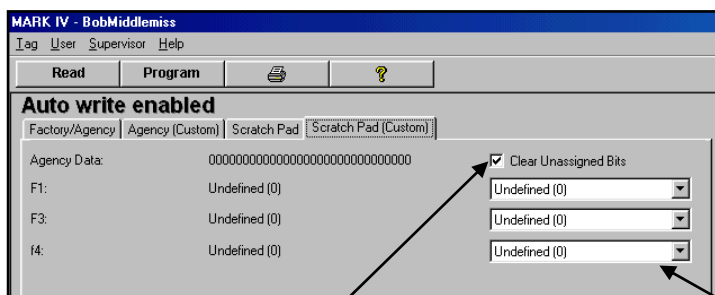 MARK IV - BobMiddlemiss
Tag User Supervisor Help
Read Program ?
Auto write enabled
Factory/Agency Agency (Custom) Scratch Pad Scratch Pad (Custom)
Agency Data: 00000000000000000000000000000000 Clear Unassigned Bits
F1: Undefined (0) Undefined (0)
F3: Undefined (0) Undefined (0)
f4: Undefined (0) Undefined (0)